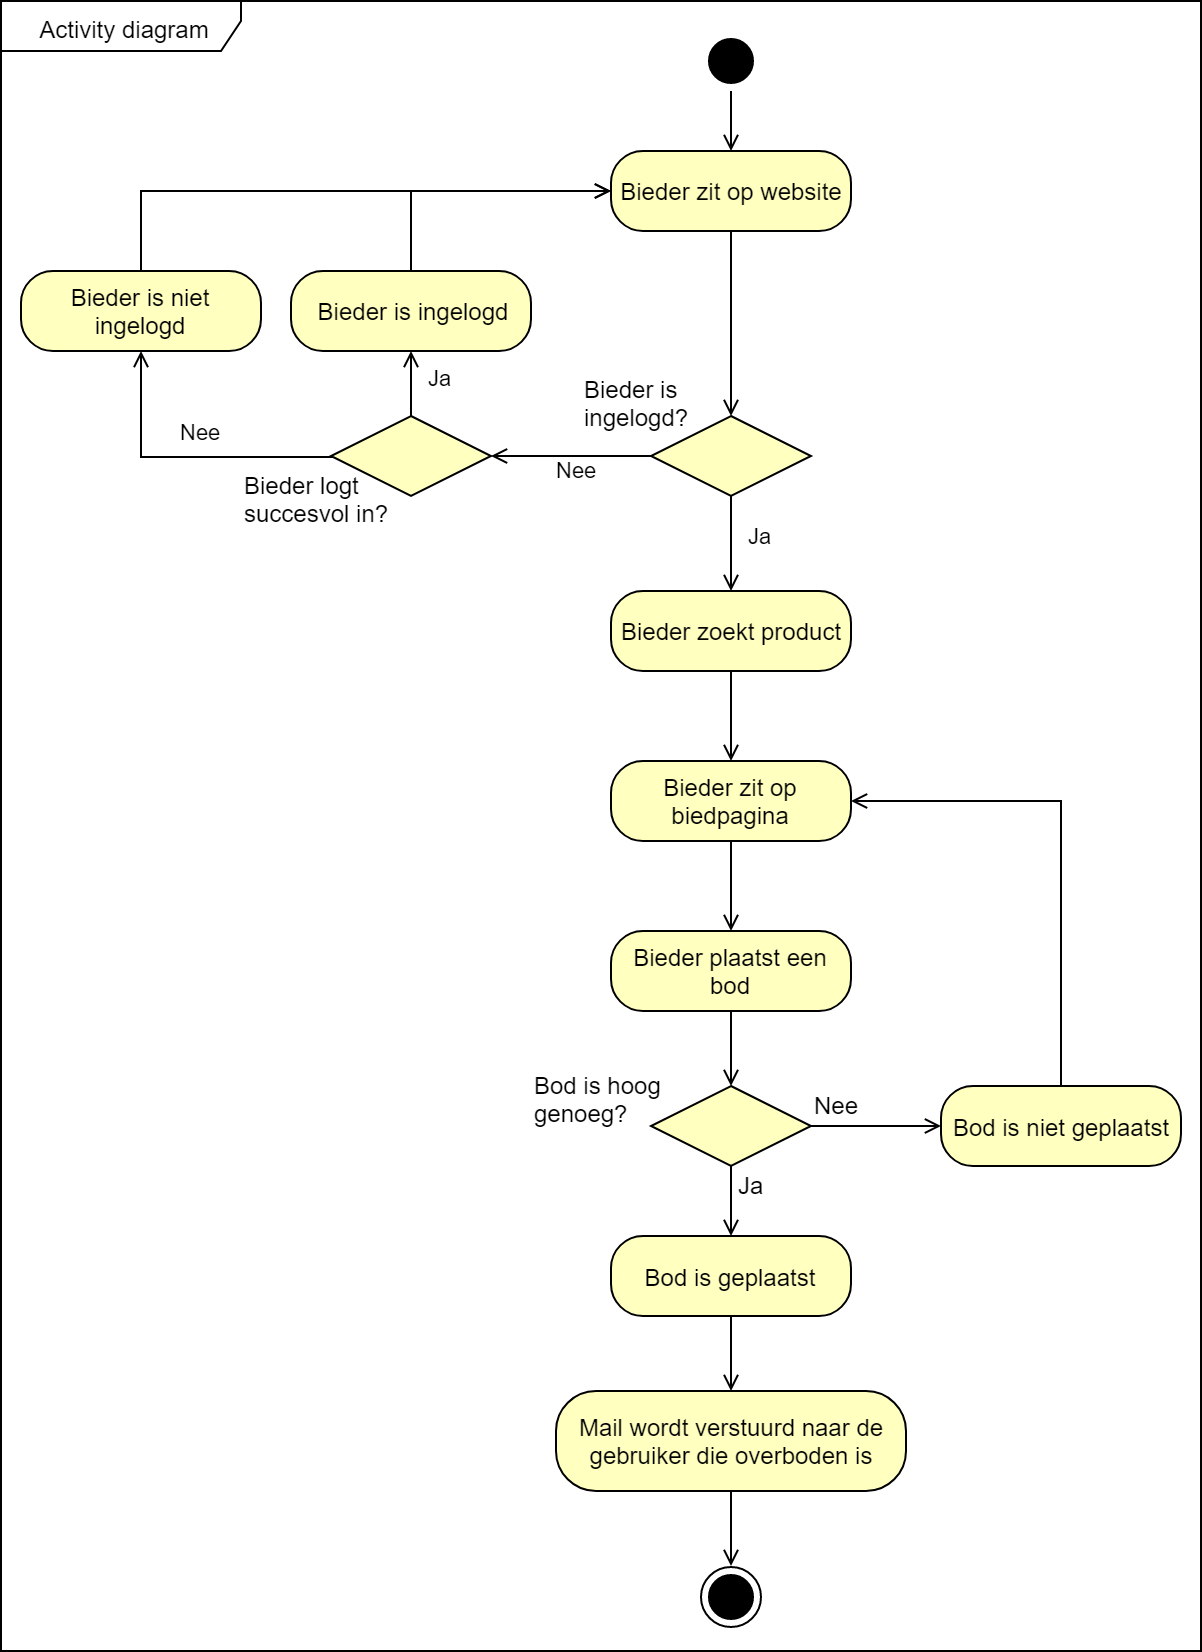 Activity diagram
Bieder zit op website
Bieder is niet
ingelogd
Bieder is ingelogd
Ja
Bieder is
ingelogd?
Nee
Nee
Bieder logt
succesvol in?
Ja
Bieder zoekt product
Bieder zit op
biedpagina
Bieder plaatst een
bod
Bod is hoog
genoeg?
Nee
Bod is niet geplaatst
Ja
Bod is geplaatst
Mail wordt verstuurd naar de
gebruiker die overboden is